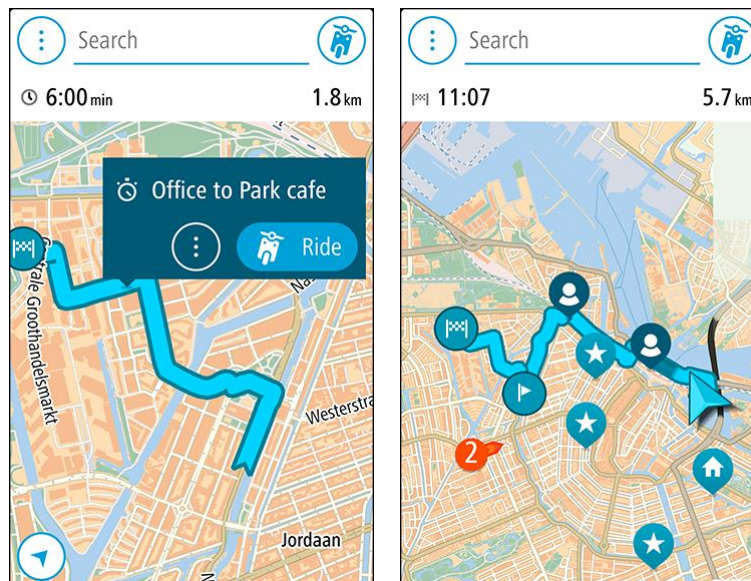 Search
6:00 min
1.8 km
Office to Park cafe
Ride
Groothandelsmarkt
Westerstra
Jordaan
Search
11:07
5.7 km
2